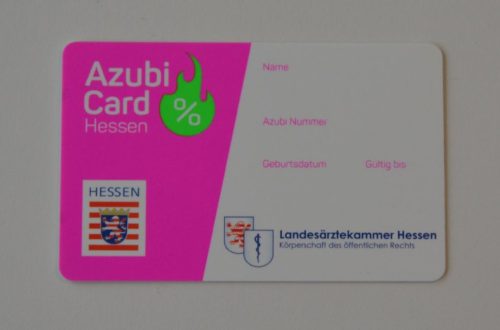 Azubi
Card
Hessen
%
HESSEN
Name
Azubi Nummer
Geburtsdatum Gültig bis
Landesärztekammer Hessen
Körperschaft des öffentlichen Rechts